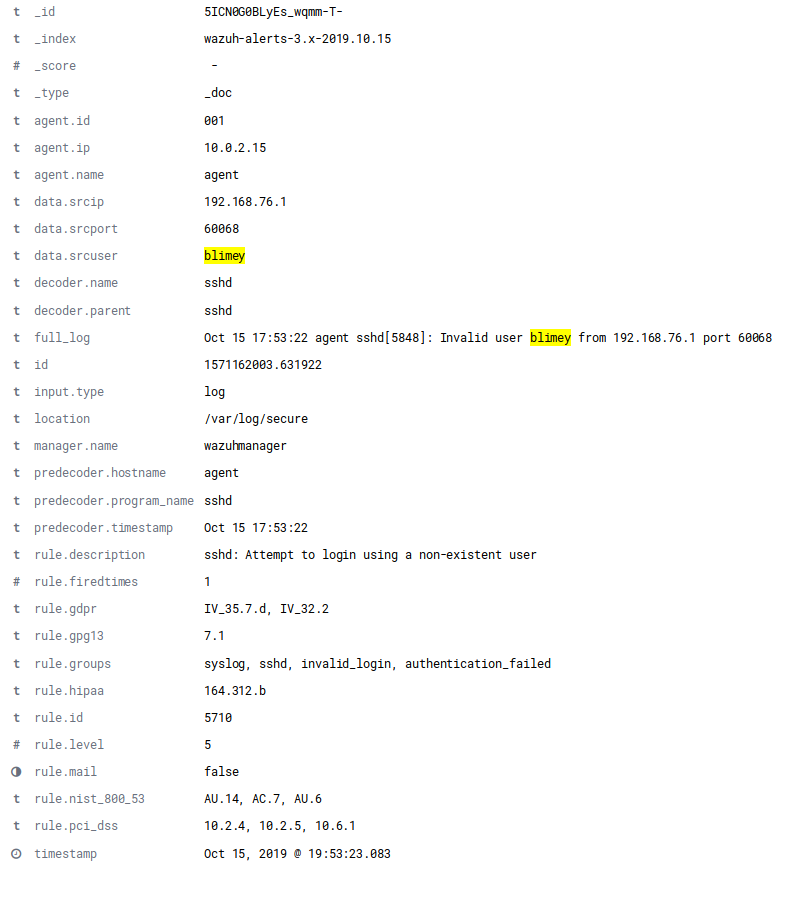 t _id 5ICN0G0BLyEs_wqmm-T-
t _index wazuh-alerts-3.x-2019.10.15
# _score -
t _type _doc
t agent.id 001
t agent.ip 10.0.2.15
t agent.name agent
t data.srcip 192.168.76.1
t data.srcport 60068
t data.srcuser blimey
t decoder.name sshd
t decoder.parent sshd
t full_log Oct 15 17:53:22 agent sshd[5848]: Invalid user blimey from 192.168.76.1 port 60068
t id 1571162003.631922
t input.type log
t location /var/log/secure
t manager.name wazuhmanager
t predecoder.hostname agent
t predecoder.program_name sshd
t predecoder.timestamp Oct 15 17:53:22
t rule.description sshd: Attempt to login using a non-existent user
# rule.firedtimes 1
t rule.gdpr IV_35.7.d, IV_32.2
t rule.gpg13 7.1
t rule.groups syslog, sshd, invalid_login, authentication_failed
t rule.hipaa 164.312.b
t rule.id 5710
# rule.level 5
rule.mail false
t rule.nist_800_53 AU.14, AC.7, AU.6
t rule.pci_dss 10.2.4, 10.2.5, 10.6.1
timestamp Oct 15, 2019 @ 19:53:23.083